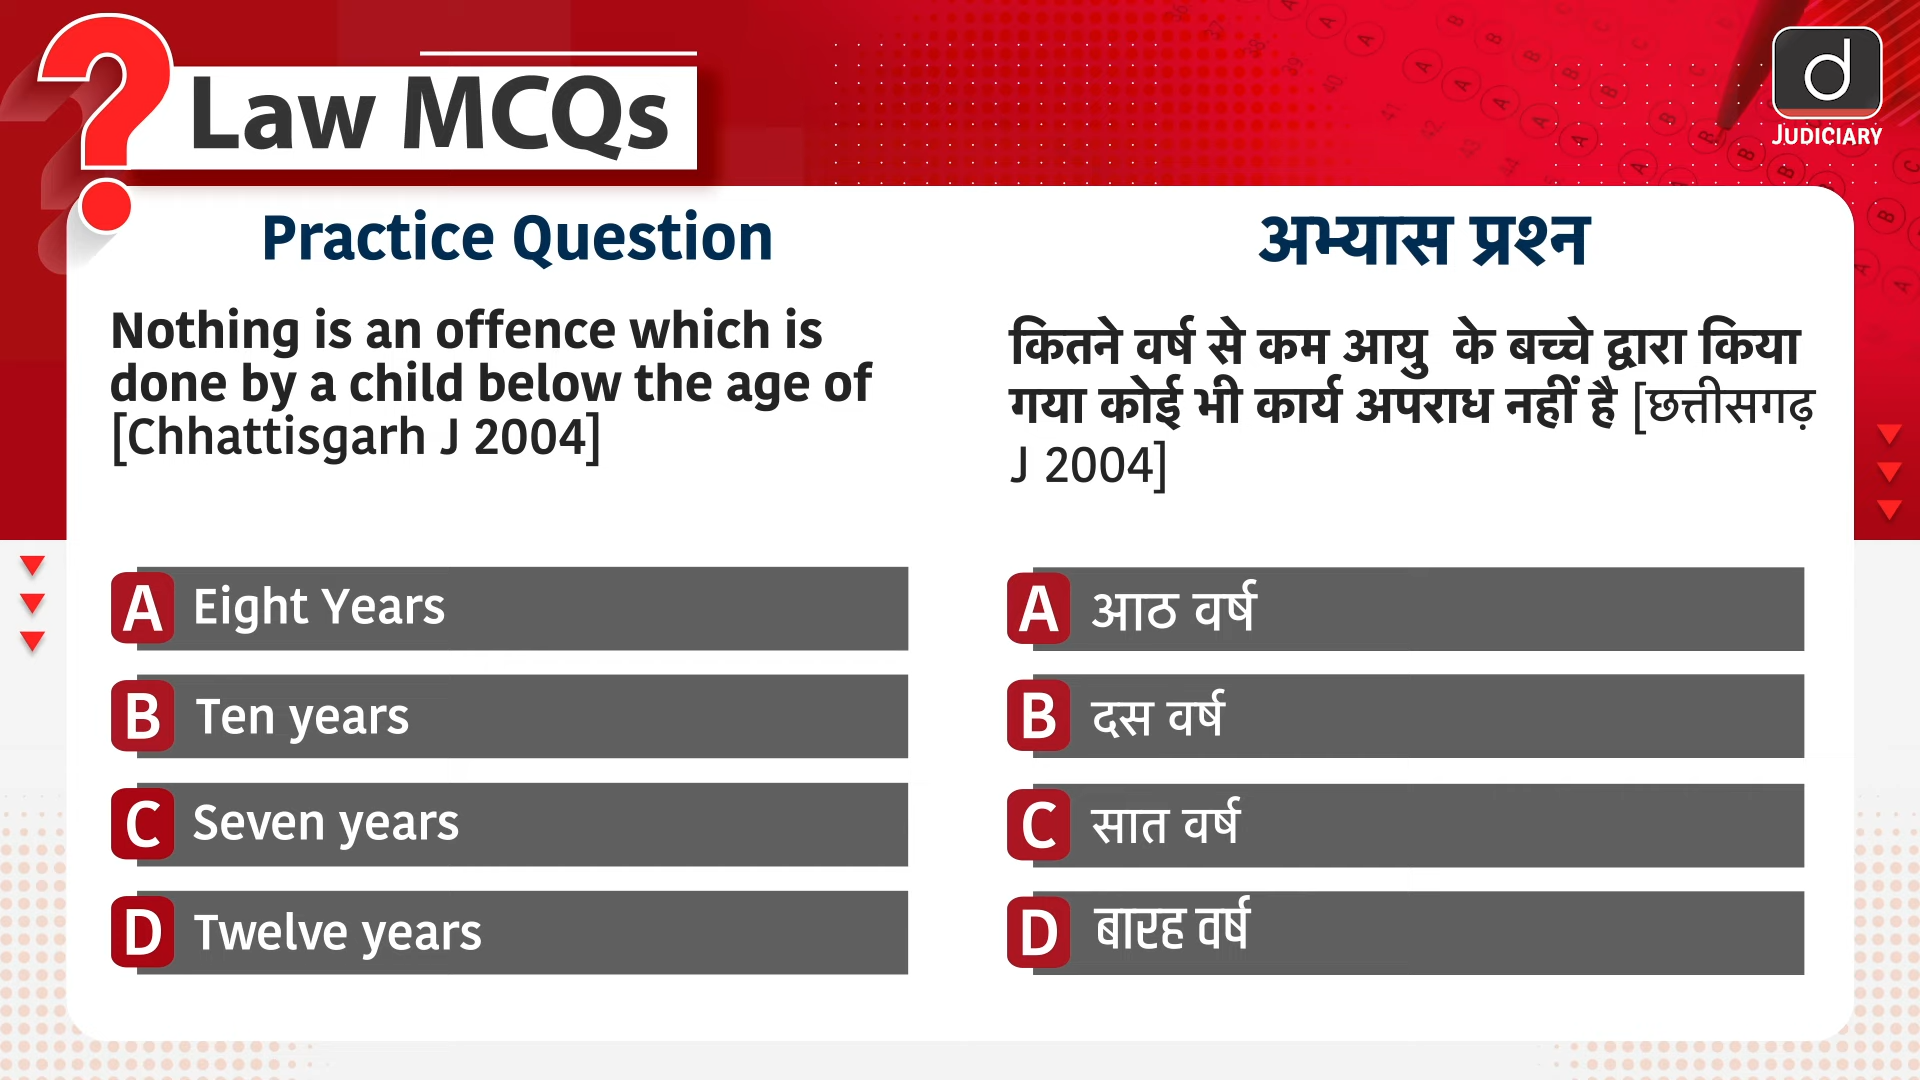 Law MCQs
d
JUDICIARY
Practice Question
Nothing is an offence which is
done by a child below the age of
[Chhattisgarh J 2004]
A Eight Years
B Ten years
C Seven years
D Twelve years
अभ्यास प्रश्न
कितने वर्ष से कम आयु के बच्चे द्वारा किया
गया कोई भी कार्य अपराध नहीं है [छत्तीसगढ़
J 2004]
A आठ वर्ष
B दस वर्ष
C सात वर्ष
D बारह वर्ष